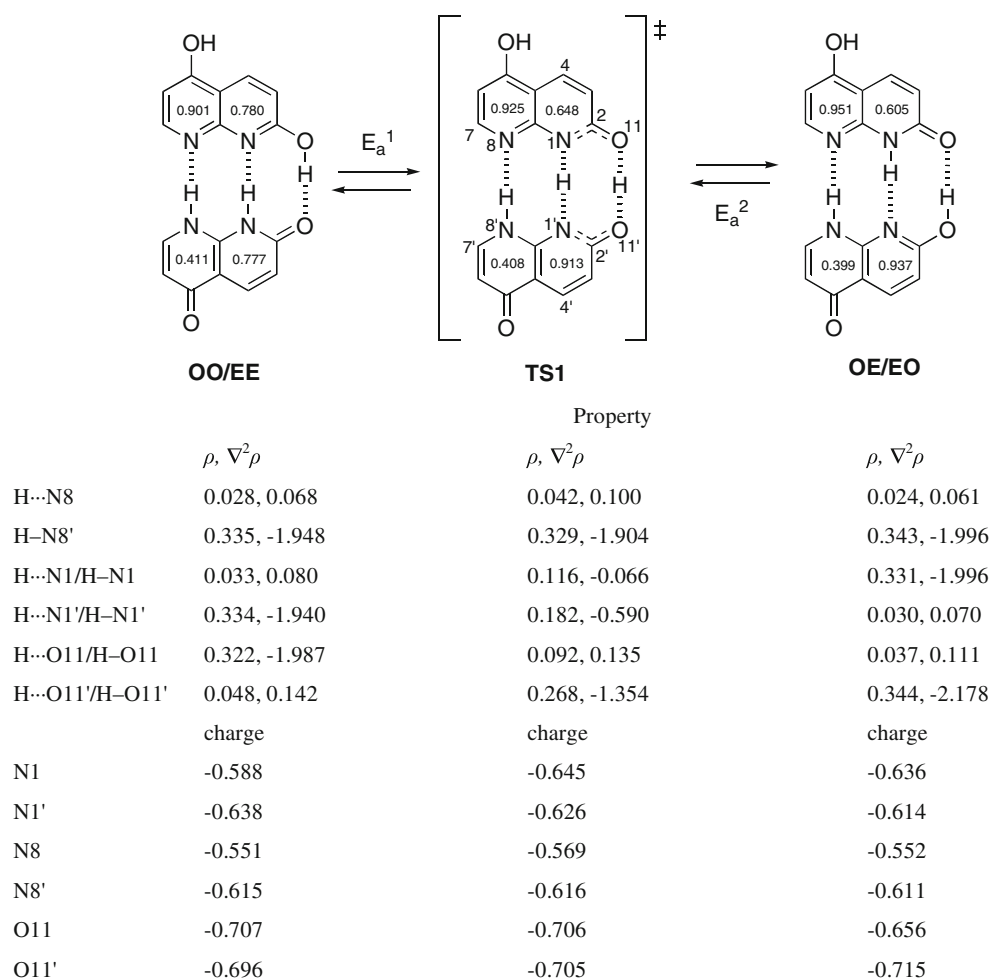 OH OH 4 ‡ OH
0.901 0.780 0.925 0.648 2 0.951 0.605
N N O 7 N 8 1 N O 11 N N O
H Eₐ¹ H
H H H H H H H H
Eₐ²
N N O 8' N 1' N O 11' N N O
7' 2'
0.411 0.777 0.408 0.913 0.399 0.937
4'
O O O
OO/EE TS1 OE/EO
Property
ρ, ∇²ρ ρ, ∇²ρ ρ, ∇²ρ
H···N8 0.028, 0.068 0.042, 0.100 0.024, 0.061
H–N8' 0.335, -1.948 0.329, -1.904 0.343, -1.996
H···N1/H–N1 0.033, 0.080 0.116, -0.066 0.331, -1.996
H···N1'/H–N1' 0.334, -1.940 0.182, -0.590 0.030, 0.070
H···O11/H–O11 0.322, -1.987 0.092, 0.135 0.037, 0.111
H···O11'/H–O11' 0.048, 0.142 0.268, -1.354 0.344, -2.178
charge charge charge
N1 -0.588 -0.645 -0.636
N1' -0.638 -0.626 -0.614
N8 -0.551 -0.569 -0.552
N8' -0.615 -0.616 -0.611
O11 -0.707 -0.706 -0.656
O11' -0.696 -0.705 -0.715